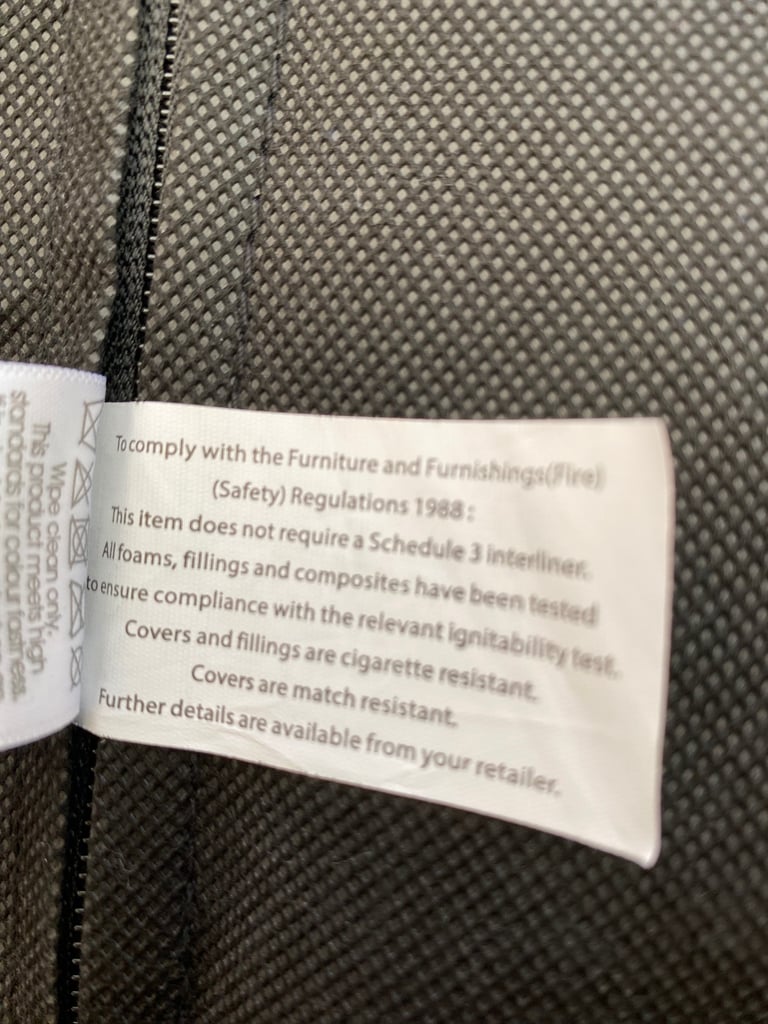 To comply with the Furniture and Furnishings(Fire)
(Safety) Regulations 1988:
This item does not require a Schedule 3 interliner.
All foams, fillings and composites have been tested
to ensure compliance with the relevant ignitability test.
Covers and fillings are cigarette resistant.
Covers are match resistant.
Further details are available from your retailer.
Wipe clean only.
This product meets high
standards for colour fastness.